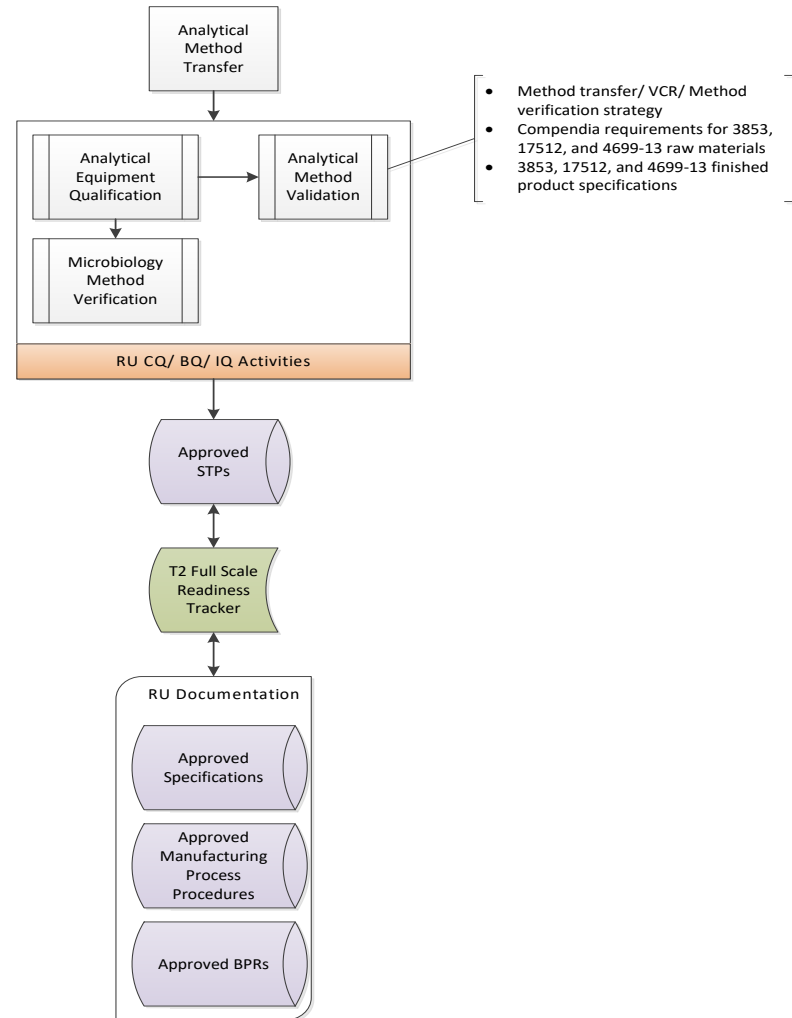 Analytical
Method
Transfer
• Method transfer/ VCR/ Method
verification strategy
• Compendia requirements for 3853,
17512, and 4699-13 raw materials
• 3853, 17512, and 4699-13 finished
product specifications
Analytical
Equipment
Qualification
Analytical
Method
Validation
Microbiology
Method
Verification
RU CQ/ BQ/ IQ Activities
Approved
STPs
T2 Full Scale
Readiness
Tracker
RU Documentation
Approved
Specifications
Approved
Manufacturing
Process
Procedures
Approved BPRs